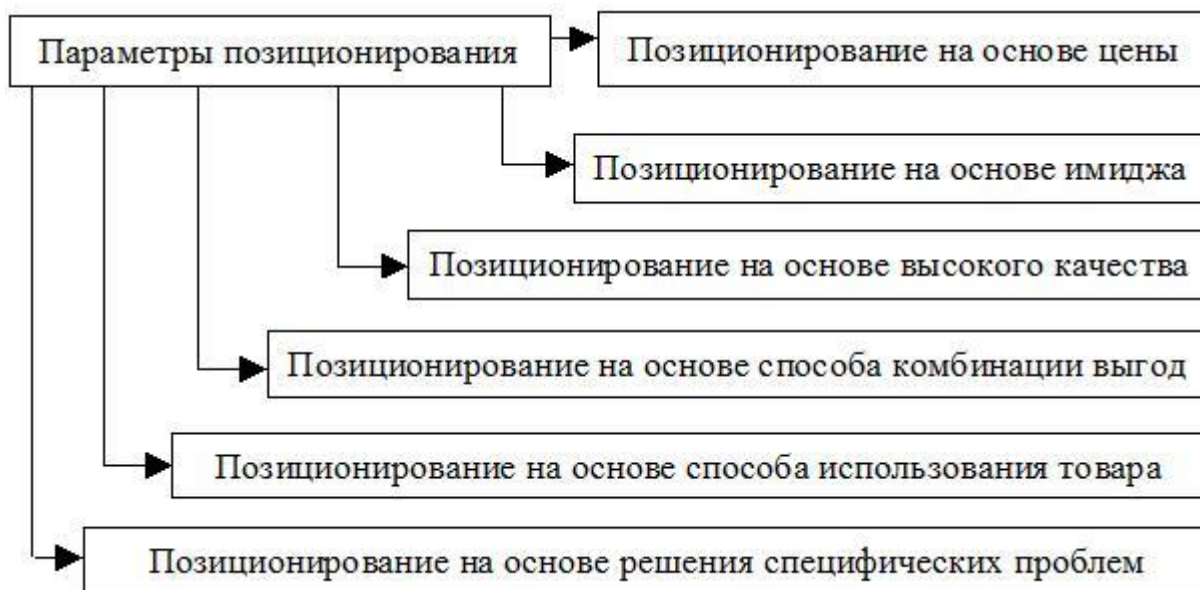 Параметры позиционирования
Позиционирование на основе цены
Позиционирование на основе имиджа
Позиционирование на основе высокого качества
Позиционирование на основе способа комбинации выгод
Позиционирование на основе способа использования товара
Позиционирование на основе решения специфических проблем